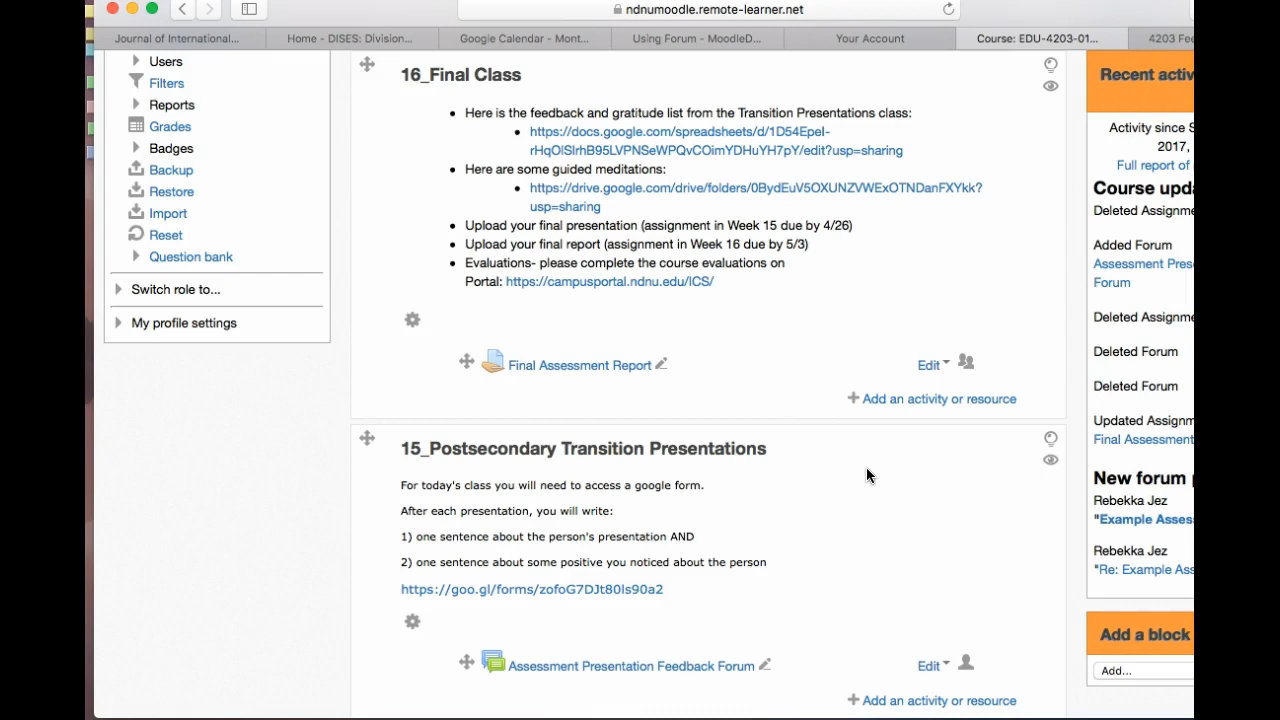 ndnumoodle.remote-learner.net
Journal of International...
Home - DISES: Division...
Google Calendar - Mont...
Using Forum - MoodleD...
Your Account
Course: EDU-4203-01...
4203 Fee
Users
Filters
Reports
Grades
Badges
Backup
Restore
Import
Reset
Question bank
Switch role to...
My profile settings
16_Final Class
Here is the feedback and gratitude list from the Transition Presentations class:
https://docs.google.com/spreadsheets/d/1D54EpeI-
rHqOlSlrhB95LVPNSeWPQvCOimYDHuYH7pY/edit?usp=sharing
Here are some guided meditations:
https://drive.google.com/drive/folders/0BydEuV5OXUNZVWExOTNDanFXYkk?
usp=sharing
Upload your final presentation (assignment in Week 15 due by 4/26)
Upload your final report (assignment in Week 16 due by 5/3)
Evaluations- please complete the course evaluations on
Portal: https://campusportal.ndnu.edu/ICS/
Final Assessment Report
Edit
Add an activity or resource
15_Postsecondary Transition Presentations
For today's class you will need to access a google form.
After each presentation, you will write:
1) one sentence about the person's presentation AND
2) one sentence about some positive you noticed about the person
https://goo.gl/forms/zofoG7DJt80ls90a2
Assessment Presentation Feedback Forum
Edit
Add an activity or resource
Recent activ
Activity since S
2017,
Full report of
Course upda
Deleted Assignme
Added Forum
Assessment Prese
Forum
Deleted Assignme
Deleted Forum
Deleted Forum
Updated Assignm
Final Assessment
New forum p
Rebekka Jez
"Example Asses
Rebekka Jez
"Re: Example Ass
Add a block
Add...